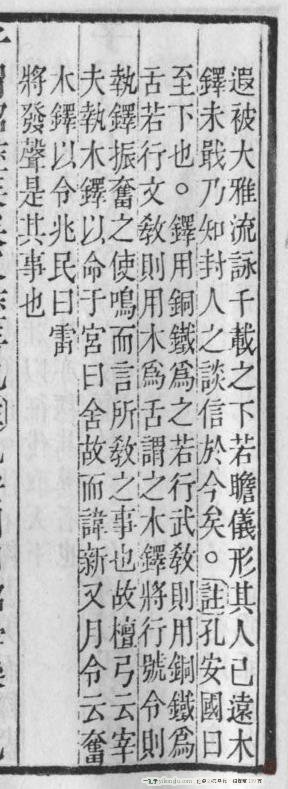 遐被大雅流詠千載之下若瞻儀形其人已遠木
鐸未戢乃知封人之談信於今矣。註孔安國曰
至下也。鐸用銅鐵爲之若行武教則用銅鐵爲
舌若行文教則用木爲舌謂之木鐸將行號令則
執鐸振奮之使鳴而言所教之事也故檀弓云宰
夫執木鐸以命于宮曰舍故而諱新又月令云奮
木鐸以令兆民曰雷
將發聲是其事也